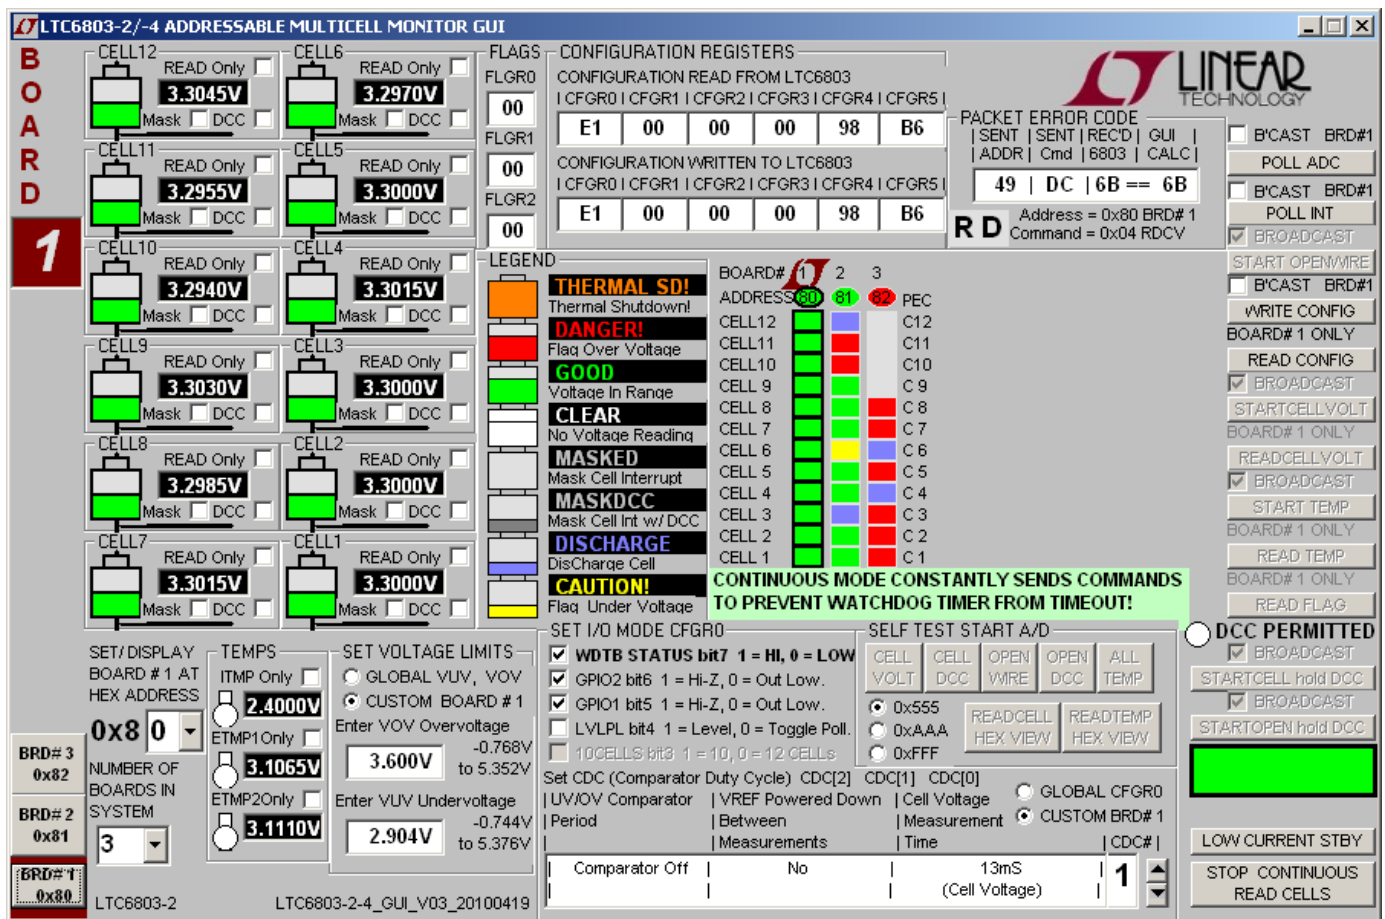 LTC6803-2/-4 ADDRESSABLE MULTICELL MONITOR GUI
BOARD
1
BRD# 3
0x82
BRD# 2
0x81
BRD# 1
0x80
CELL12
READ Only
3.3045V
Mask DCC
CELL6
READ Only
3.2970V
Mask DCC
CELL11
READ Only
3.2955V
Mask DCC
CELL5
READ Only
3.3000V
Mask DCC
CELL10
READ Only
3.2940V
Mask DCC
CELL4
READ Only
3.3015V
Mask DCC
CELL9
READ Only
3.3030V
Mask DCC
CELL3
READ Only
3.3000V
Mask DCC
CELL8
READ Only
3.2985V
Mask DCC
CELL2
READ Only
3.3000V
Mask DCC
CELL7
READ Only
3.3015V
Mask DCC
CELL1
READ Only
3.3000V
Mask DCC
FLAGS
FLGR0
00
FLGR1
00
FLGR2
00
CONFIGURATION REGISTERS
CONFIGURATION READ FROM LTC6803
| CFGR0 | CFGR1 | CFGR2 | CFGR3 | CFGR4 | CFGR5 |
E1 00 00 00 98 B6
CONFIGURATION WRITTEN TO LTC6803
| CFGR0 | CFGR1 | CFGR2 | CFGR3 | CFGR4 | CFGR5 |
E1 00 00 00 98 B6
LINEAR
TECHNOLOGY
PACKET ERROR CODE
| SENT | SENT | REC'D | GUI |
| ADDR | Cmd | 6803 | CALC |
49 | DC | 6B == 6B
R D
Address = 0x80 BRD# 1
Command = 0x04 RDCV
LEGEND
THERMAL SD!
Thermal Shutdown!
DANGER!
Flag Over Voltage
GOOD
Voltage In Range
CLEAR
No Voltage Reading
MASKED
Mask Cell Interrupt
MASKDCC
Mask Cell Int w/ DCC
DISCHARGE
DisCharge Cell
CAUTION!
Flag Under Voltage
BOARD# 1 2 3
ADDRESS 80 81 82 PEC
CELL12 C12
CELL11 C11
CELL10 C10
CELL 9 C 9
CELL 8 C 8
CELL 7 C 7
CELL 6 C 6
CELL 5 C 5
CELL 4 C 4
CELL 3 C 3
CELL 2 C 2
CELL 1 C 1
CONTINUOUS MODE CONSTANTLY SENDS COMMANDS
TO PREVENT WATCHDOG TIMER FROM TIMEOUT!
B'CAST BRD#1
POLL ADC
B'CAST BRD#1
POLL INT
BROADCAST
START OPENWIRE
B'CAST BRD#1
WRITE CONFIG
BOARD# 1 ONLY
READ CONFIG
BROADCAST
STARTCELLVOLT
BOARD# 1 ONLY
READCELLVOLT
BROADCAST
START TEMP
BOARD# 1 ONLY
READ TEMP
BOARD# 1 ONLY
READ FLAG
DCC PERMITTED
BROADCAST
STARTCELL hold DCC
BROADCAST
STARTOPEN hold DCC
LOW CURRENT STBY
STOP CONTINUOUS
READ CELLS
SET/ DISPLAY
BOARD # 1 AT
HEX ADDRESS
0x8 0
NUMBER OF
BOARDS IN
SYSTEM
3
LTC6803-2
TEMPS
ITMP Only
2.4000V
ETMP1Only
3.1065V
ETMP2Only
3.1110V
SET VOLTAGE LIMITS
GLOBAL VUV, VOV
CUSTOM BOARD # 1
Enter VOV Overvoltage
3.600V
-0.768V
to 5.352V
Enter VUV Undervoltage
2.904V
-0.744V
to 5.376V
LTC6803-2-4_GUI_V03_20100419
SET I/O MODE CFGR0
WDTB STATUS bit7 1 = HI, 0 = LOW
GPIO2 bit6 1 = Hi-Z, 0 = Out Low.
GPIO1 bit5 1 = Hi-Z, 0 = Out Low.
LVLPL bit4 1 = Level, 0 = Toggle Poll.
10CELLS bit3 1 = 10, 0 = 12 CELLs
SELF TEST START A/D
CELL VOLT
CELL DCC
OPEN WIRE
OPEN DCC
ALL TEMP
0x555
0xAAA
0xFFF
READCELL
HEX VIEW
READTEMP
HEX VIEW
Set CDC (Comparator Duty Cycle) CDC[2] CDC[1] CDC[0]
| UV/OV Comparator | VREF Powered Down | Cell Voltage
| Period | Between | Measurement
| | Measurements | Time | CDC# |
GLOBAL CFGR0
CUSTOM BRD# 1
Comparator Off | No | 13mS |
| | (Cell Voltage) |
1